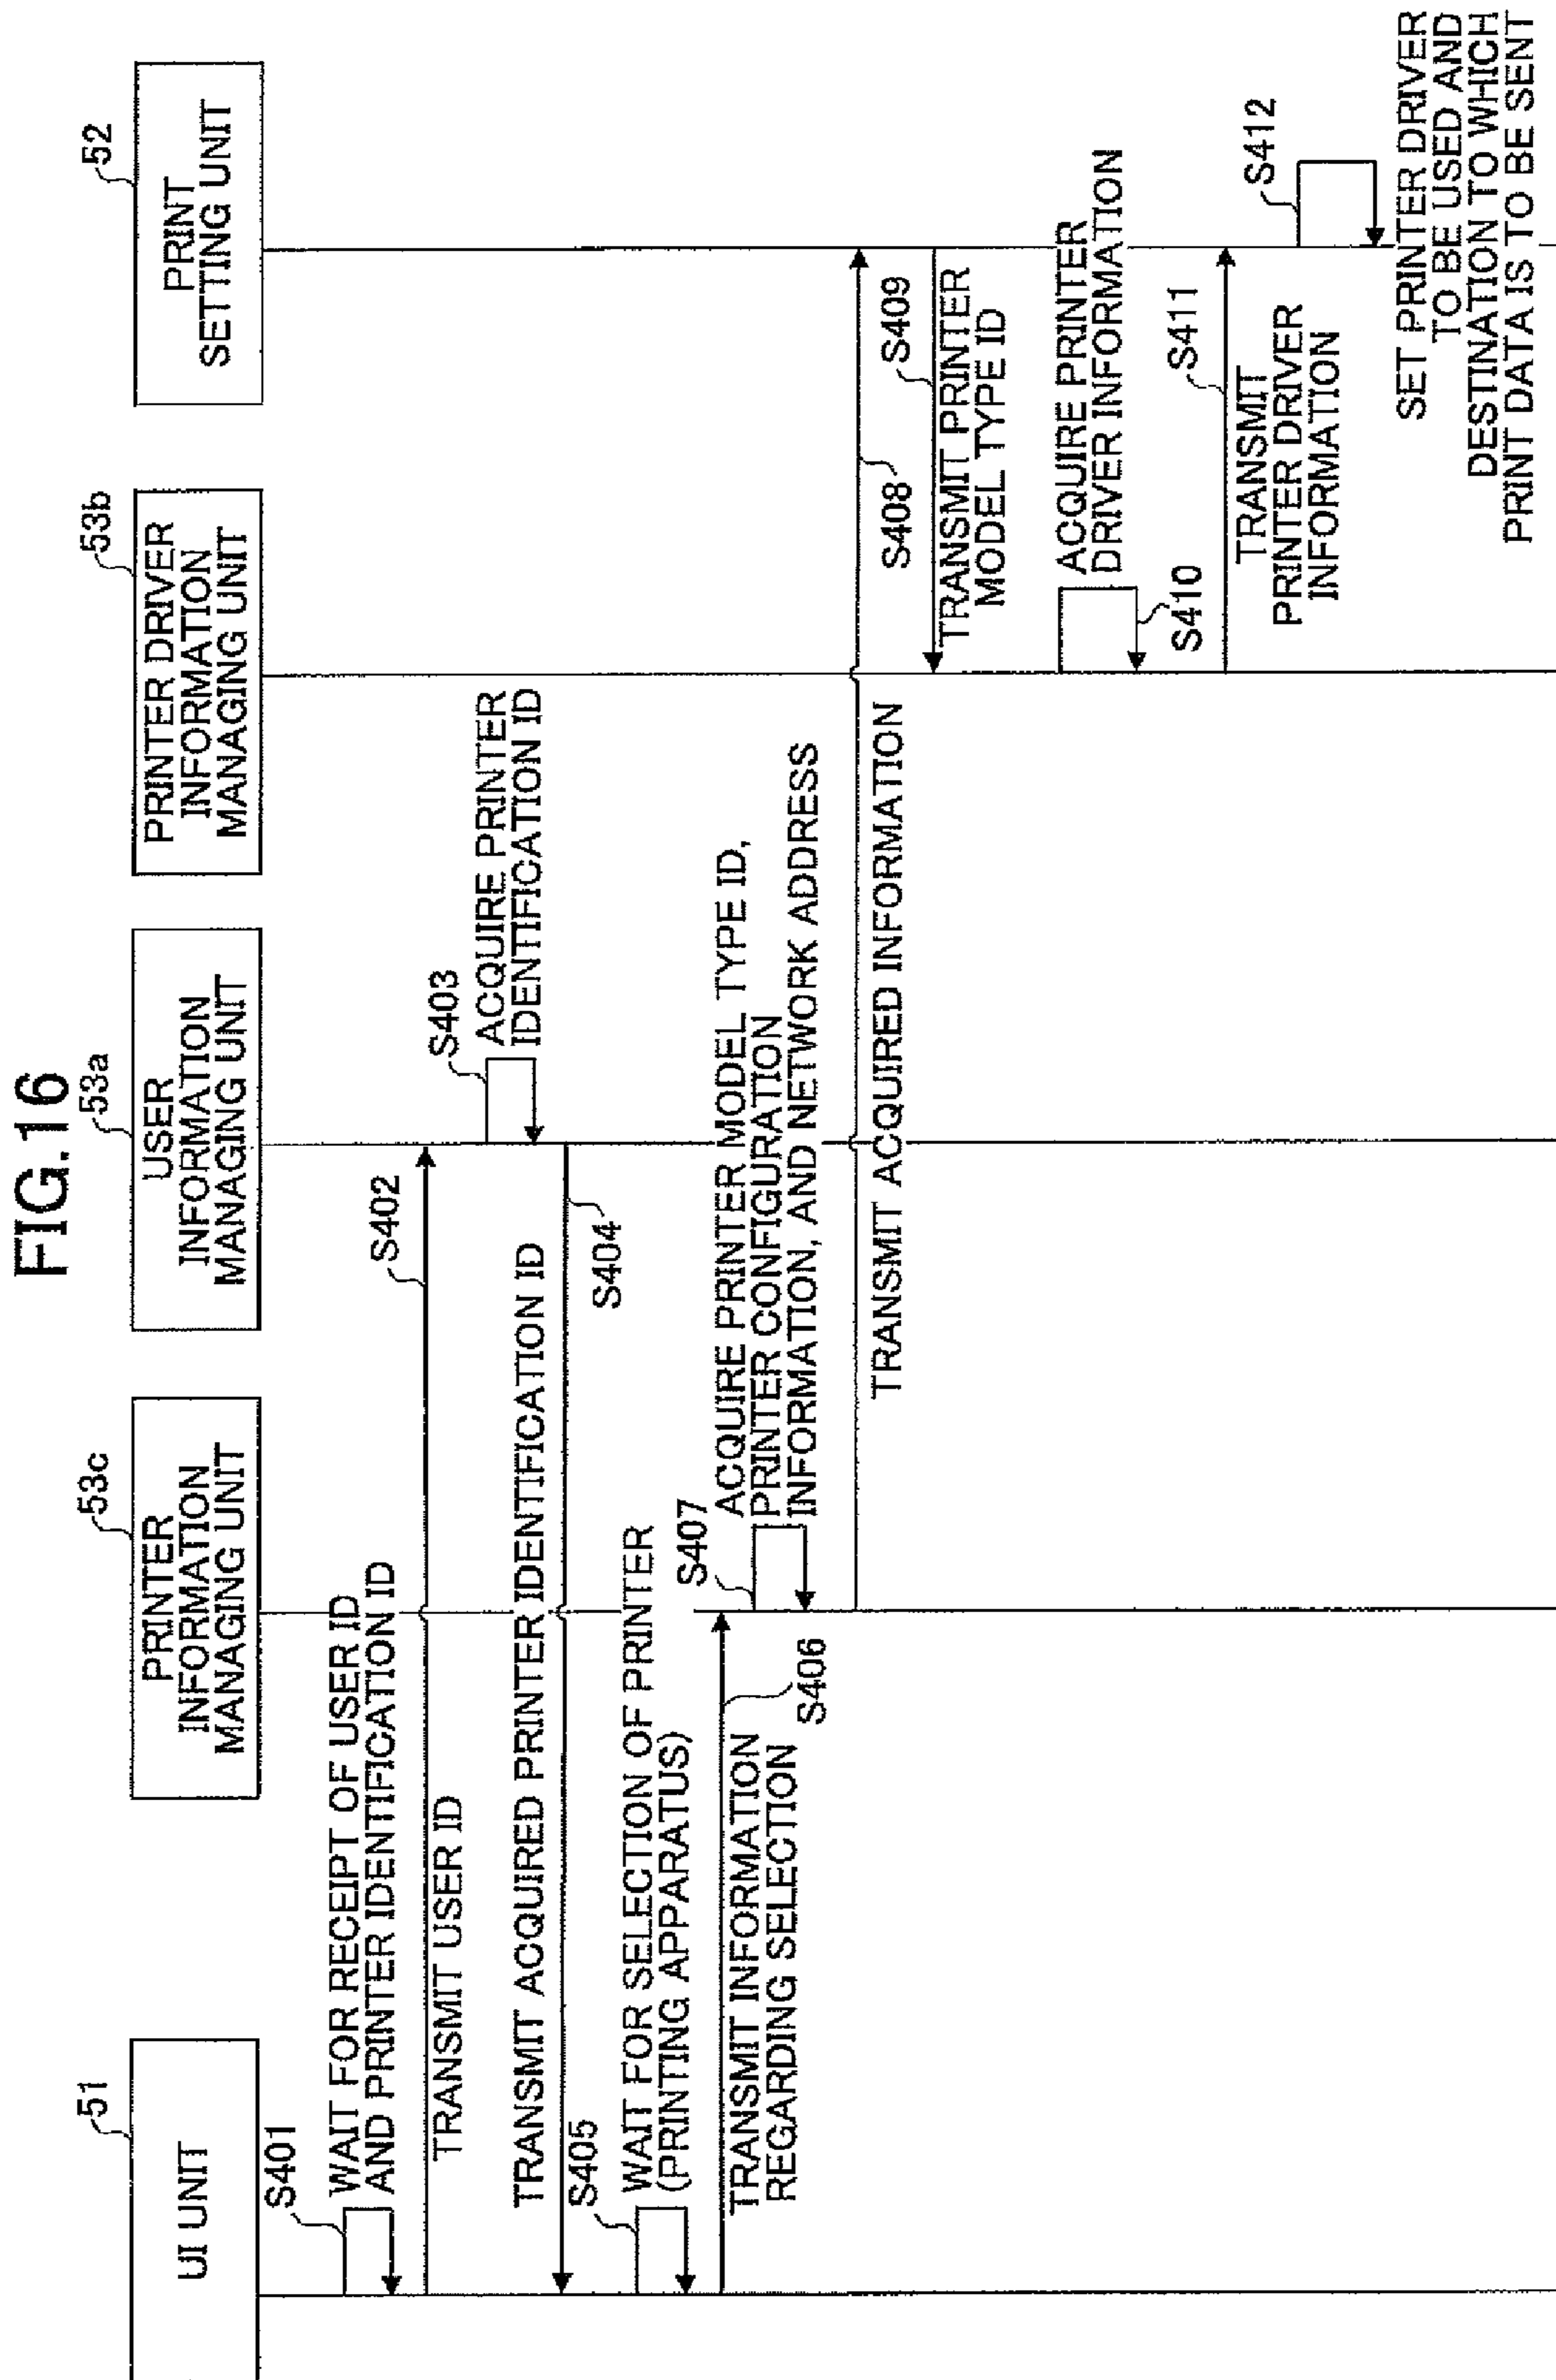 FIG.16
51
UI UNIT
53c
PRINTER
INFORMATION
MANAGING UNIT
53a
USER
INFORMATION
MANAGING UNIT
53b
PRINTER DRIVER
INFORMATION
MANAGING UNIT
52
PRINT
SETTING UNIT
S401
WAIT FOR RECEIPT OF USER ID
AND PRINTER IDENTIFICATION ID
S402
TRANSMIT USER ID
S403
ACQUIRE PRINTER
IDENTIFICATION ID
TRANSMIT ACQUIRED PRINTER IDENTIFICATION ID
S404
S405
WAIT FOR SELECTION OF PRINTER
(PRINTING APPARATUS)
TRANSMIT INFORMATION
REGARDING SELECTION
S406
S407
ACQUIRE PRINTER MODEL TYPE ID,
PRINTER CONFIGURATION
INFORMATION, AND NETWORK ADDRESS
TRANSMIT ACQUIRED INFORMATION
S408
S409
TRANSMIT PRINTER
MODEL TYPE ID
ACQUIRE PRINTER
DRIVER INFORMATION
S410
S411
TRANSMIT
PRINTER DRIVER
INFORMATION
S412
SET PRINTER DRIVER
TO BE USED AND
DESTINATION TO WHICH
PRINT DATA IS TO BE SENT